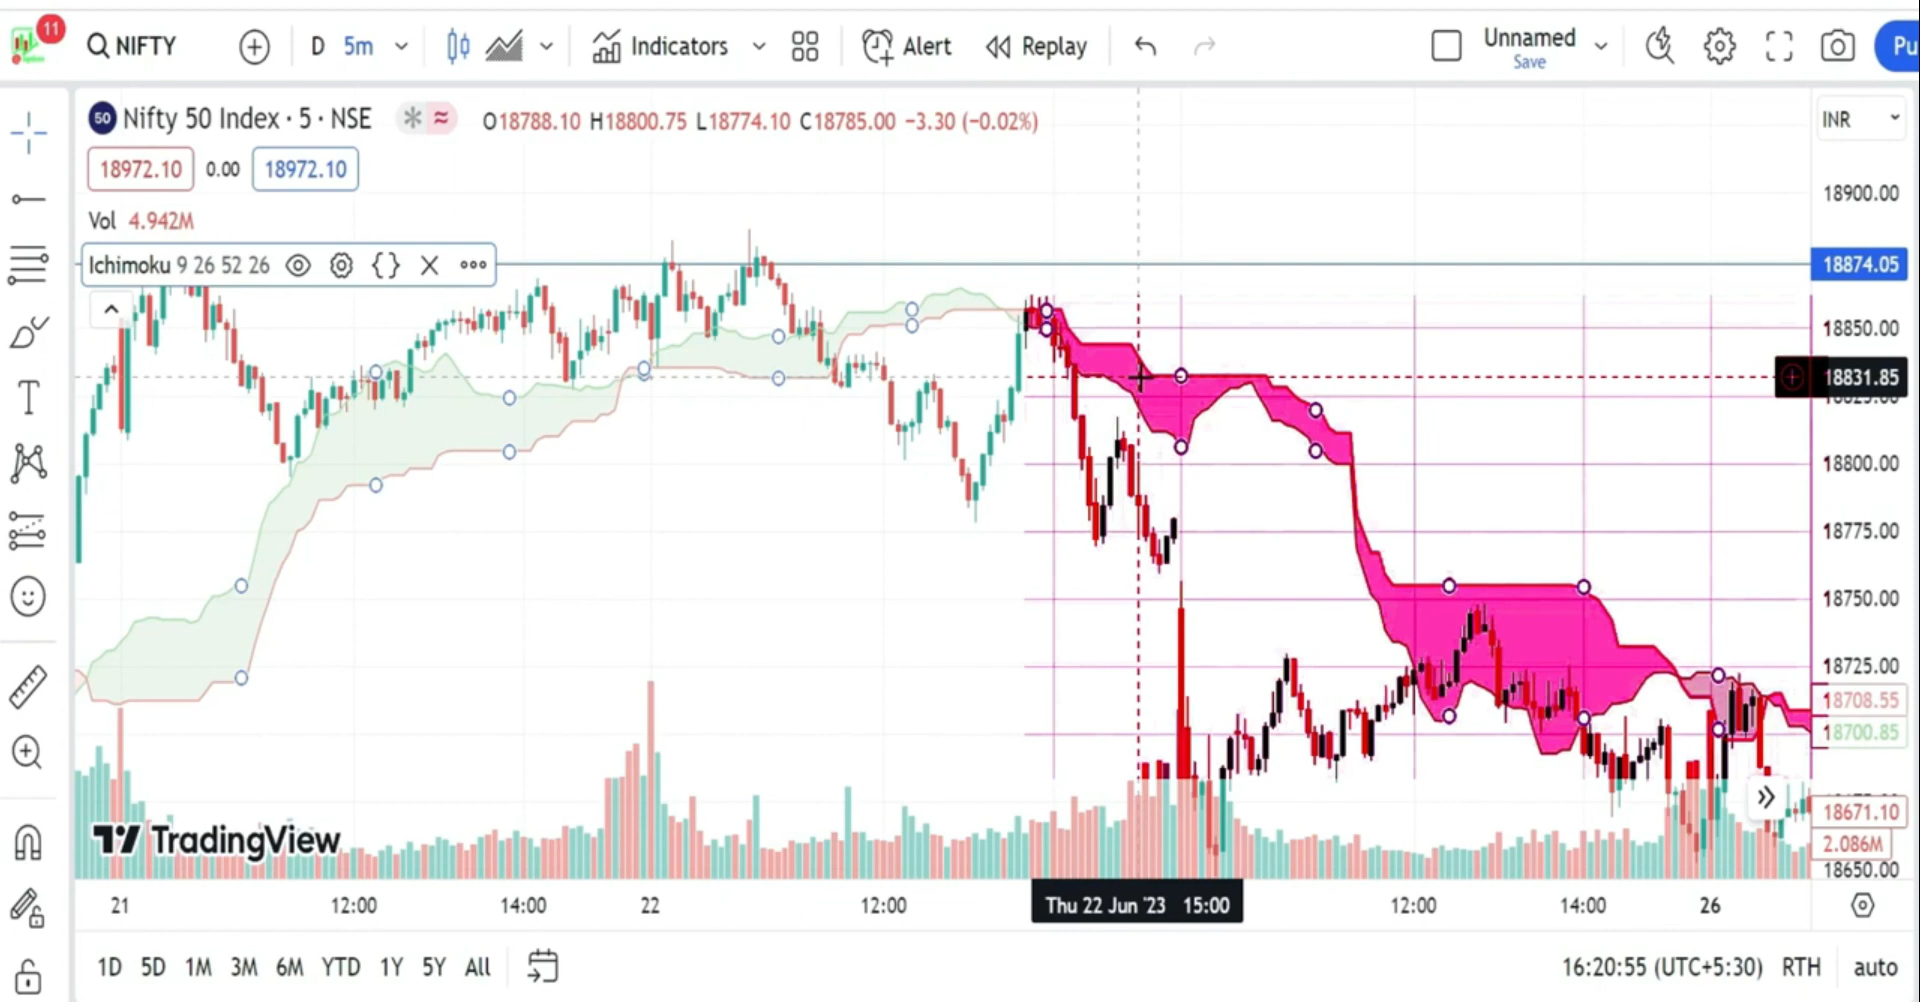 11
NIFTY
D 5m
Indicators
Alert
Replay
Unnamed
Save
Pu
50 Nifty 50 Index · 5 · NSE
O18788.10 H18800.75 L18774.10 C18785.00 −3.30 (−0.02%)
INR
18972.10 0.00 18972.10
Vol 4.942M
Ichimoku 9 26 52 26
18900.00
18874.05
18850.00
18831.85
18825.00
18800.00
18775.00
18750.00
18725.00
18708.55
18700.85
18671.10
2.086M
18650.00
TradingView
21 12:00 14:00 22 12:00 Thu 22 Jun '23 15:00 12:00 14:00 26
1D 5D 1M 3M 6M YTD 1Y 5Y All
16:20:55 (UTC+5:30) RTH auto